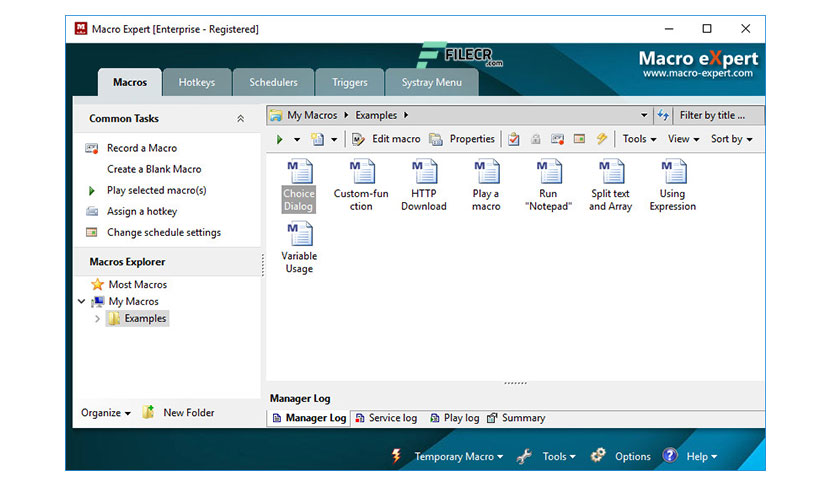 Macro Expert [Enterprise - Registered]
FILECR
.com
Macro eXpert
www.macro-expert.com
Macros
Hotkeys
Schedulers
Triggers
Systray Menu
Common Tasks
Record a Macro
Create a Blank Macro
Play selected macro(s)
Assign a hotkey
Change schedule settings
Macros Explorer
Most Macros
My Macros
Examples
Organize
New Folder
My Macros
Examples
Filter by title ...
Edit macro
Properties
Tools
View
Sort by
M
Choice
Dialog
M
Custom-fun
ction
M
HTTP
Download
M
Play a
macro
M
Run
"Notepad"
M
Split text
and Array
M
Using
Expression
M
Variable
Usage
Manager Log
Manager Log
Service log
Play log
Summary
Temporary Macro
Tools
Options
Help